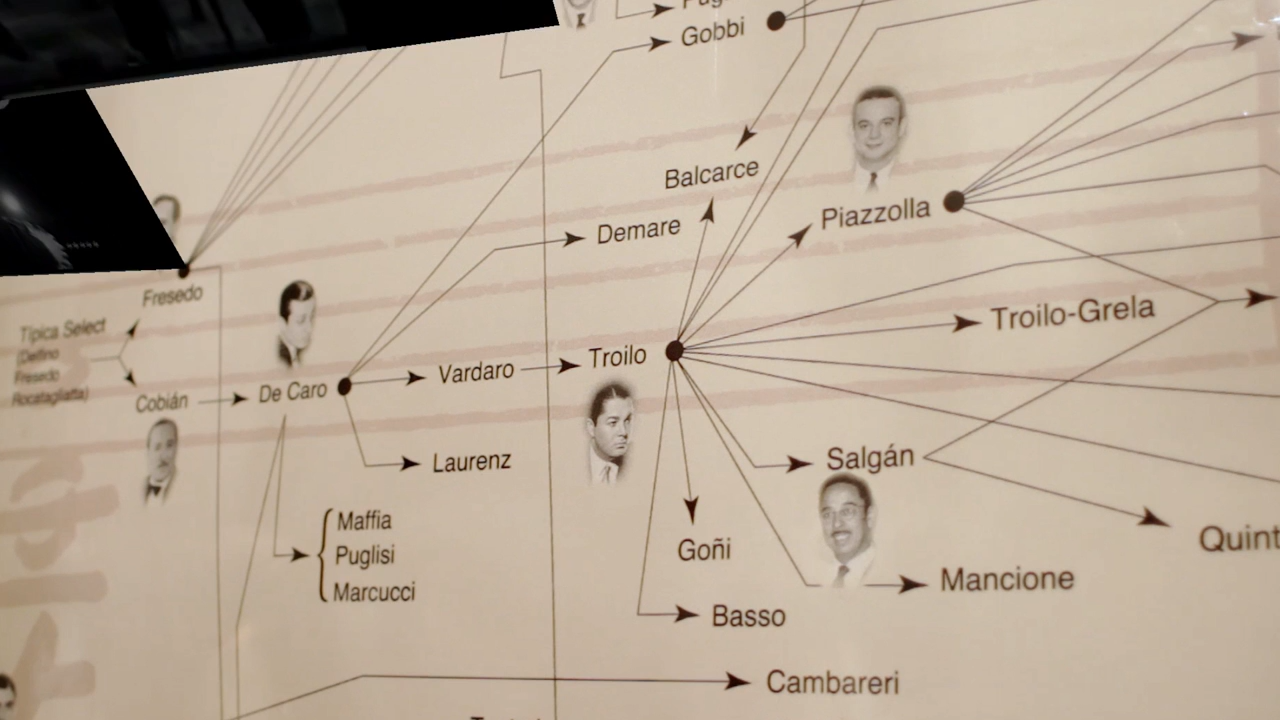 Gobbi
Balcarce
Demare
Piazzolla
Fresedo
Típica Select
(Delfino
Fresedo
Rocatagliatta)
Cobián
De Caro
Vardaro
Troilo
Troilo-Grela
Laurenz
Salgán
Maffia
Puglisi
Marcucci
Goñi
Quint
Mancione
Basso
Cambareri